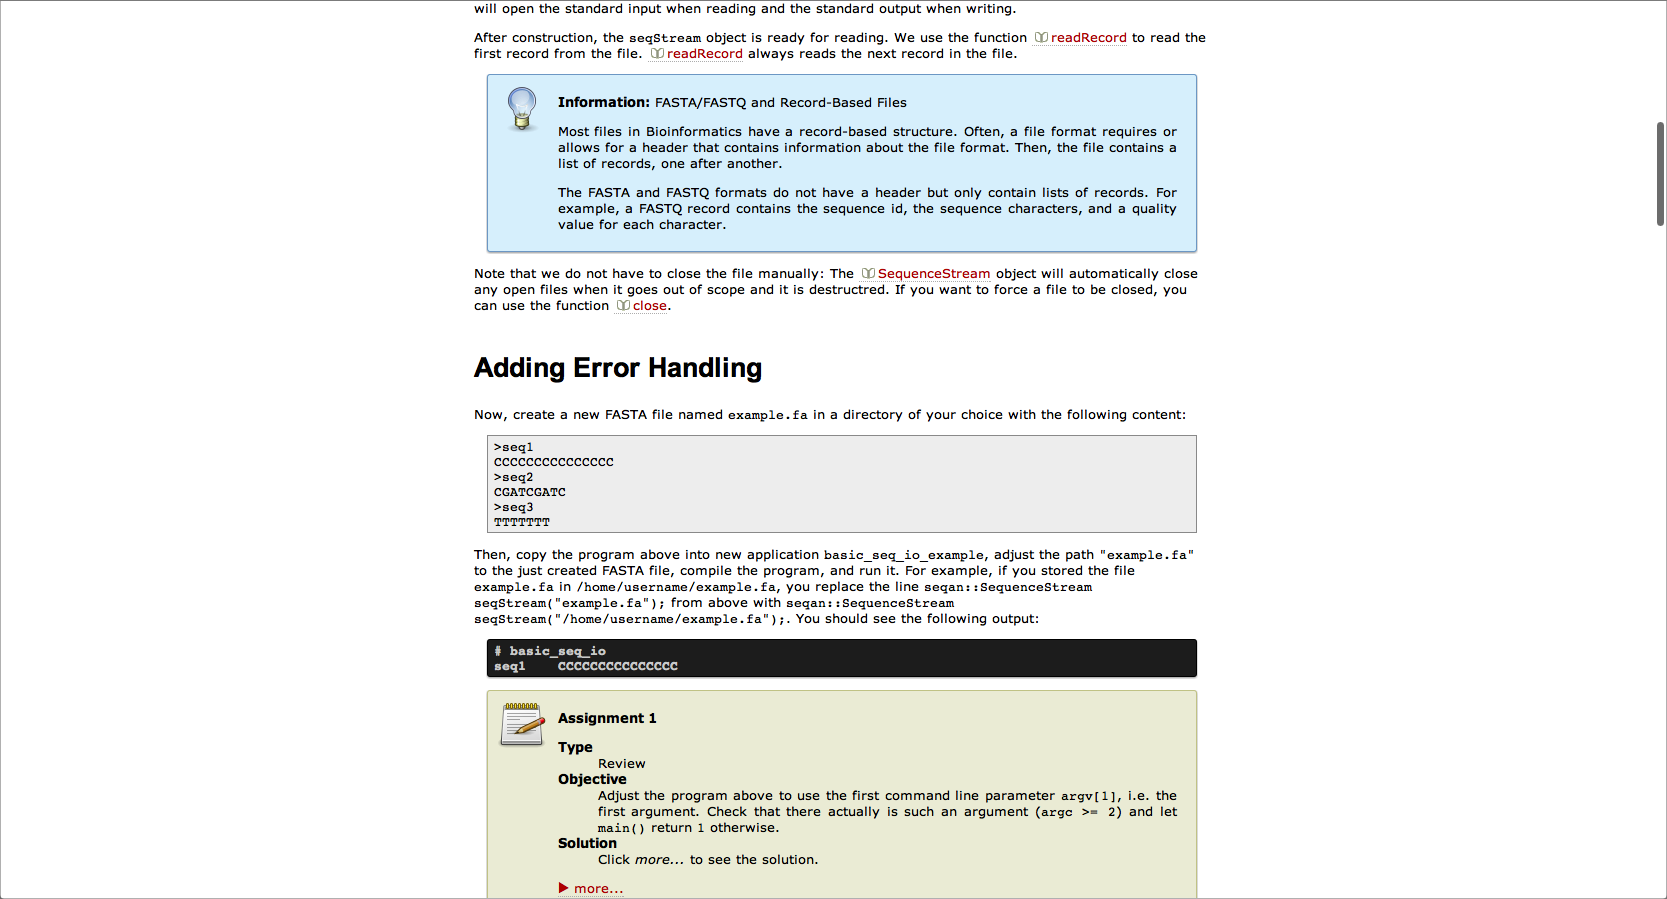 will open the standard input when reading and the standard output when writing.
After construction, the seqStream object is ready for reading. We use the function readRecord to read the
first record from the file. readRecord always reads the next record in the file.
Information: FASTA/FASTQ and Record-Based Files
Most files in Bioinformatics have a record-based structure. Often, a file format requires or
allows for a header that contains information about the file format. Then, the file contains a
list of records, one after another.
The FASTA and FASTQ formats do not have a header but only contain lists of records. For
example, a FASTQ record contains the sequence id, the sequence characters, and a quality
value for each character.
Note that we do not have to close the file manually: The SequenceStream object will automatically close
any open files when it goes out of scope and it is destructred. If you want to force a file to be closed, you
can use the function close.
Adding Error Handling
Now, create a new FASTA file named example.fa in a directory of your choice with the following content:
>seq1
CCCCCCCCCCCCCCC
>seq2
CGATCGATC
>seq3
TTTTTTT
Then, copy the program above into new application basic_seq_io_example, adjust the path "example.fa"
to the just created FASTA file, compile the program, and run it. For example, if you stored the file
example.fa in /home/username/example.fa, you replace the line seqan::SequenceStream
seqStream("example.fa"); from above with seqan::SequenceStream
seqStream("/home/username/example.fa");. You should see the following output:
# basic_seq_io
seq1    CCCCCCCCCCCCCCC
Assignment 1
Type
Review
Objective
Adjust the program above to use the first command line parameter argv[1], i.e. the
first argument. Check that there actually is such an argument (argc >= 2) and let
main() return 1 otherwise.
Solution
Click more... to see the solution.
more...